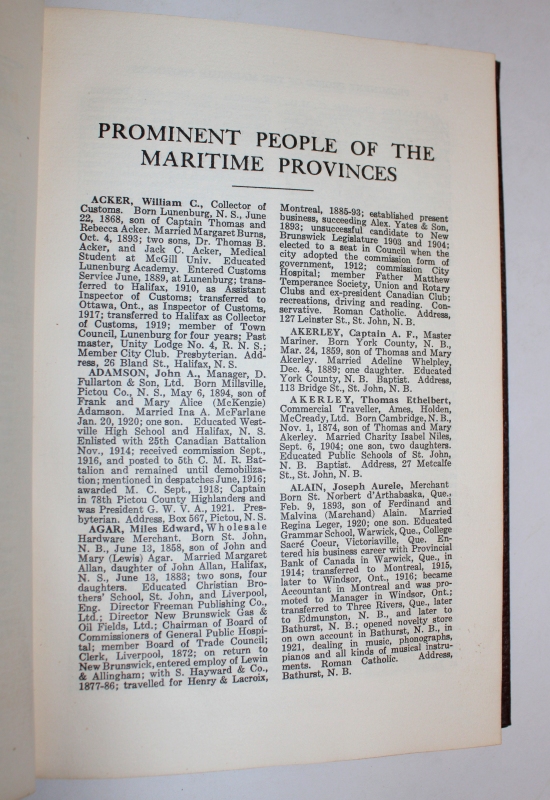 PROMINENT PEOPLE OF THE
MARITIME PROVINCES
ACKER, William C., Collector of
Customs. Born Lunenburg, N. S., June
22, 1868, son of Captain Thomas and
Rebecca Acker. Married Margaret Burns,
Oct. 4, 1893; two sons, Dr. Thomas B.
Acker, and Jack C. Acker, Medical
Student at McGill Univ. Educated
Lunenburg Academy. Entered Customs
Service June, 1889, at Lunenburg; trans-
ferred to Halifax, 1910, as Assistant
Inspector of Customs; transferred to
Ottawa, Ont., as Inspector of Customs,
1917; transferred to Halifax as Collector
of Customs, 1919; member of Town
Council, Lunenburg for four years; Past
master, Unity Lodge No. 4, R. N. S.;
Member City Club. Presbyterian. Add-
ress, 26 Bland St., Halifax, N. S.
ADAMSON, John A., Manager, D.
Fullarton & Son, Ltd. Born Millsville,
Pictou Co., N. S., May 6, 1894, son of
Frank and Mary Alice (McKenzie)
Adamson. Married Ina A. McFarlane
Jan. 20, 1920; one son. Educated West-
ville High School and Halifax, N. S.
Enlisted with 25th Canadian Battalion
Nov., 1914; received commission Sept.,
1916, and posted to 5th C. M. R. Bat-
talion and remained until demobiliza-
tion; mentioned in despatches June, 1916;
awarded M. C. Sept., 1918; Captain
in 78th Pictou County Highlanders and
was President G. W. V. A., 1921. Pres-
byterian. Address, Box 567, Pictou, N. S.
AGAR, Miles Edward, Wholesale
Hardware Merchant. Born St. John,
N. B., June 13, 1858, son of John and
Mary (Lewis) Agar. Married Margaret
Allan, daughter of John Allan, Halifax,
N. S., June 13, 1883; two sons, four
daughters. Educated Christian Bro-
thers' School, St. John, and Liverpool,
Eng. Director Freeman Publishing Co.,
Ltd.; Director New Brunswick Gas &
Oil Fields, Ltd.; Chairman of Board of
Commissioners of General Public Hospi-
tal; member Board of Trade Council;
Clerk, Liverpool, 1872; on return to
New Brunswick, entered employ of Lewin
& Allingham; with S. Hayward & Co.,
1877-86; travelled for Henry & Lacroix,
Montreal, 1885-93; established present
business, succeeding Alex. Yates & Son,
1893; unsuccessful candidate to New
Brunswick Legislature 1903 and 1904;
elected to a seat in Council when the
city adopted the commission form of
government, 1912; commission City
Hospital; member Father Matthew
Temperance Society, Union and Rotary
Clubs and ex-president Canadian Club;
recreations, driving and reading. Con-
servative. Roman Catholic. Address,
127 Leinster St., St. John, N. B.
AKERLEY, Captain A. F., Master
Mariner. Born York County, N. B.,
Mar. 24, 1859, son of Thomas and Mary
Akerley. Married Adeline Whelpley,
Dec. 4, 1889; one daughter. Educated
York County, N. B. Baptist. Address,
113 Bridge St., St. John, N. B.
AKERLEY, Thomas Ethelbert,
Commercial Traveller, Ames, Holden,
McCready, Ltd. Born Cambridge, N. B.,
Nov. 1, 1874, son of Thomas and Mary
Akerley. Married Charity Isabel Niles,
Sept. 6, 1904; one son, two daughters.
Educated Public Schools of St. John,
N. B. Baptist. Address, 27 Metcalfe
St., St. John, N. B.
ALAIN, Joseph Aurele, Merchant
Born St. Norbert d'Arthabaska, Que.,
Feb. 9, 1893, son of Ferdinand and
Malvina (Marchand) Alain. Married
Regina Leger, 1920; one son. Educated
Grammar School, Warwick, Que., College
Sacré Coeur, Victoriaville, Que. En-
tered his business career with Provincial
Bank of Canada in Warwick, Que., in
1914; transferred to Montreal, 1915,
later to Windsor, Ont., 1916; became
Accountant in Montreal and was pro-
moted to Manager in Windsor, Ont.;
transferred to Three Rivers, Que., later
to Edmunston, N. B., and later to
Bathurst, N. B.; opened novelty store
on own account in Bathurst, N. B., in
1921, dealing in music, phonographs,
pianos and all kinds of musical instru-
ments. Roman Catholic. Address,
Bathurst, N. B.